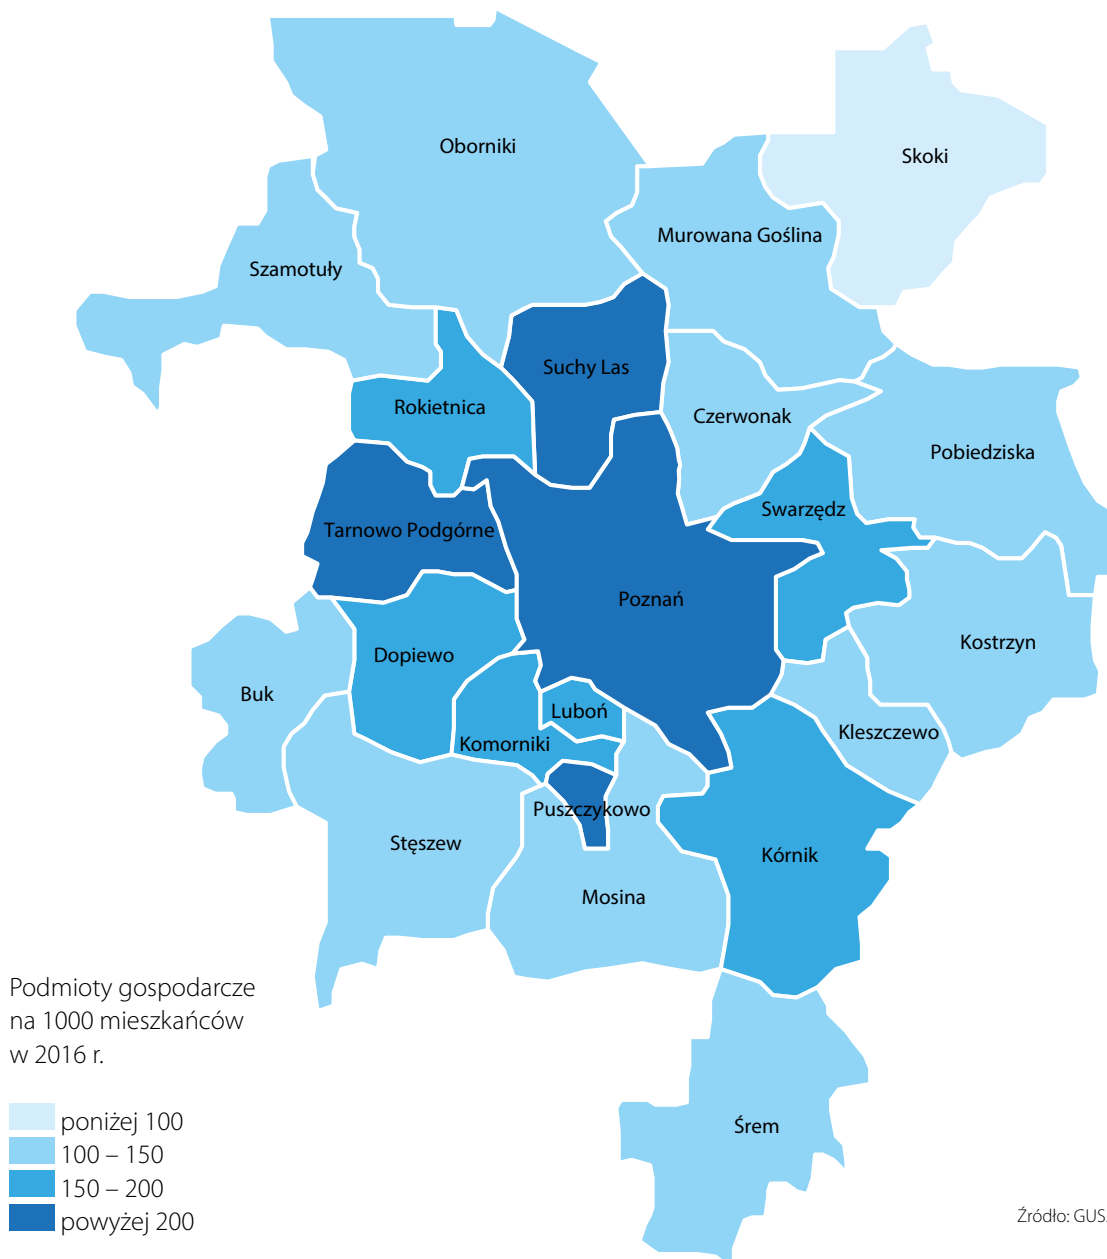 Oborniki
Skoki
Murowana Goślina
Szamotuły
Suchy Las
Rokietnica
Czerwonak
Pobiedziska
Swarzędz
Tarnowo Podgórne
Poznań
Kostrzyn
Dopiewo
Buk
Luboń
Kleszczewo
Komorniki
Puszczykowo
Stęszew
Kórnik
Mosina
Podmioty gospodarcze
na 1000 mieszkańców
w 2016 r.
poniżej 100
100 – 150
150 – 200
powyżej 200
Śrem
Źródło: GUS.